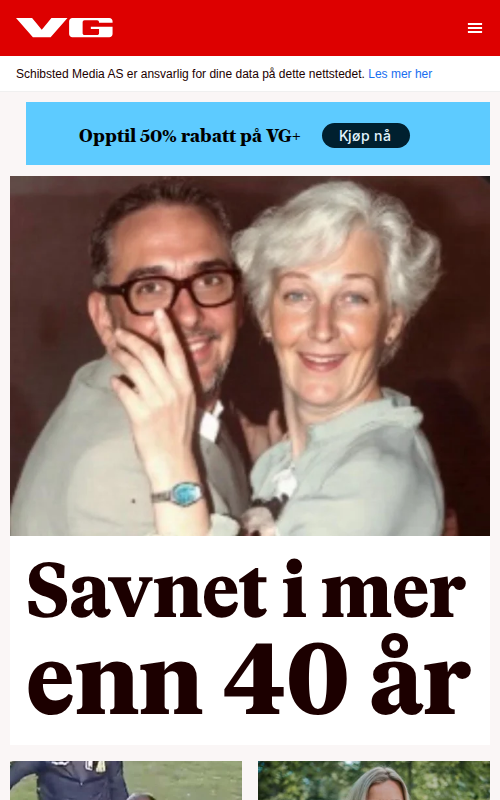 VG
Schibsted Media AS er ansvarlig for dine data på dette nettstedet. Les mer her
Opptil 50% rabatt på VG+ Kjøp nå
Savnet i mer
enn 40 år